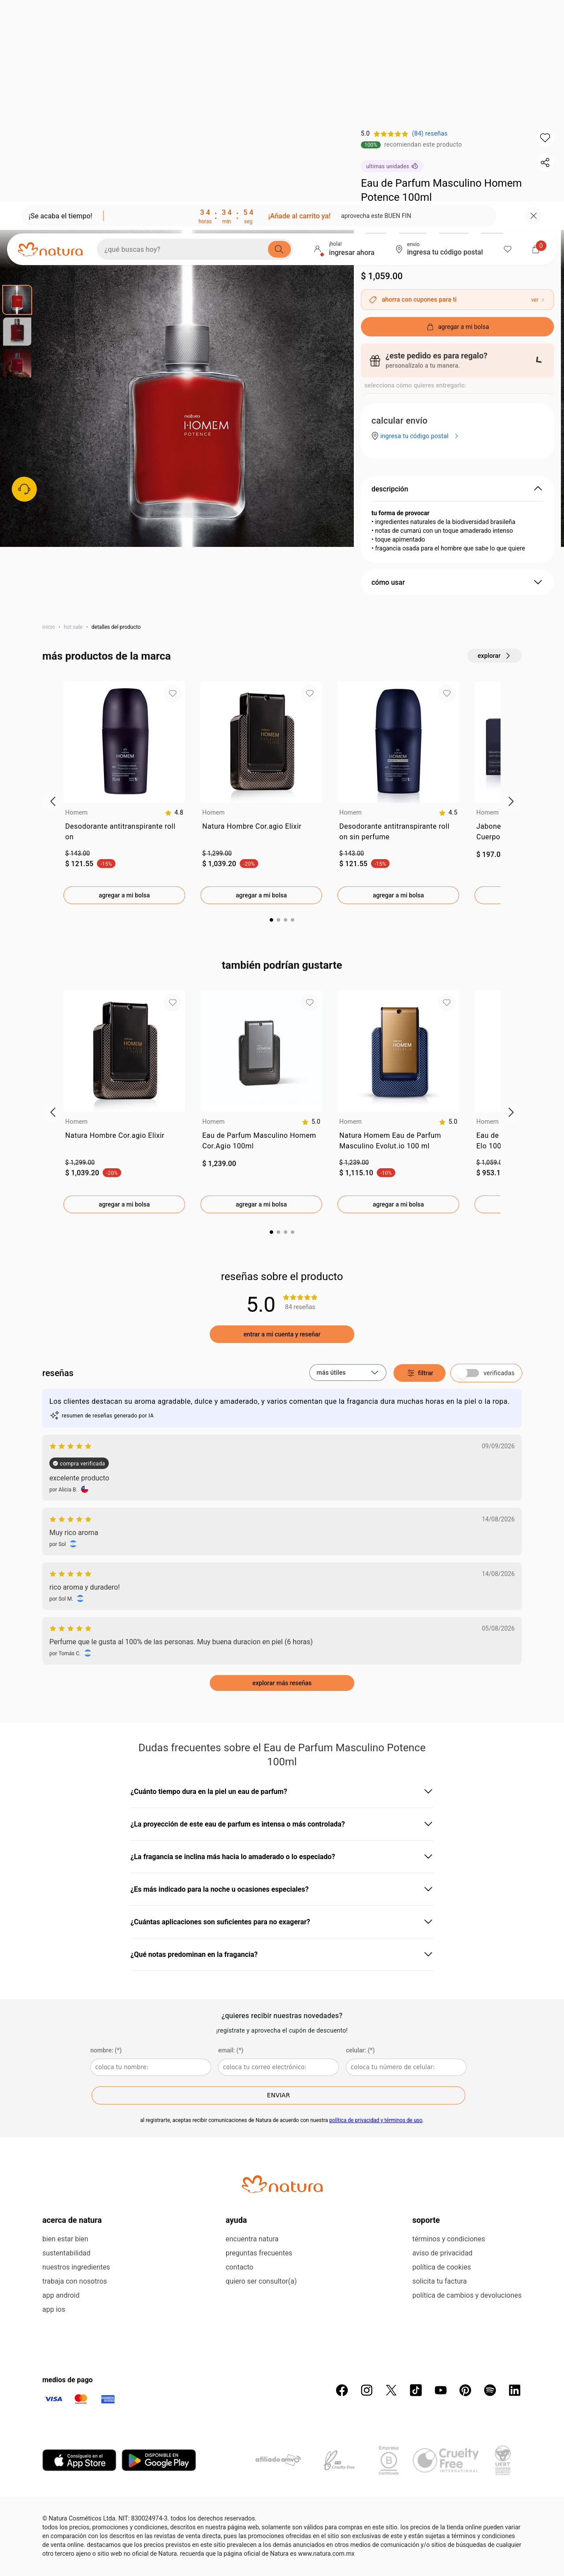 5.0 (84) reseñas
100% recomiendan este producto
ultimas unidades
Eau de Parfum Masculino Homem
Potence 100ml
¡Se acaba el tiempo!
34 : 34 : 54
horas min. seg.
¡Añade al carrito ya!
aprovecha este BUEN FIN
natura
¿qué buscas hoy?
¡hola!
ingresar ahora
envío
ingresa tu código postal
0
$ 1,059.00
ahorra con cupones para ti
ver
agregar a mi bolsa
¿este pedido es para regalo?
personalízalo a tu manera.
selecciona cómo quieres entregarlo:
natura
HOMEM
POTENCE
calcular envío
ingresa tu código postal
descripción
tu forma de provocar
• ingredientes naturales de la biodiversidad brasileña
• notas de cumarú con un toque amaderado intenso
• toque apimentado
• fragancia osada para el hombre que sabe lo que quiere
cómo usar
inicio • hot sale • detalles del producto
más productos de la marca
explorar
Homem 4.8
Desodorante antitranspirante roll
on
$ 143.00
$ 121.55 -15%
agregar a mi bolsa
Homem
Natura Hombre Cor.agio Elixir
$ 1,299.00
$ 1,039.20 -20%
agregar a mi bolsa
Homem 4.5
Desodorante antitranspirante roll
on sin perfume
$ 143.00
$ 121.55 -15%
agregar a mi bolsa
Homem
Jabone
Cuerpo
$ 197.0
también podrían gustarte
Homem
Natura Hombre Cor.agio Elixir
$ 1,299.00
$ 1,039.20 -20%
agregar a mi bolsa
Homem 5.0
Eau de Parfum Masculino Homem
Cor.Agio 100ml
$ 1,239.00
agregar a mi bolsa
Homem 5.0
Natura Homem Eau de Parfum
Masculino Evolut.io 100 ml
$ 1,239.00
$ 1,115.10 -10%
agregar a mi bolsa
Homem
Eau de
Elo 100
$ 1,059.0
$ 953.1
reseñas sobre el producto
5.0
84 reseñas
entrar a mi cuenta y reseñar
reseñas
más útiles
filtrar
verificadas
Los clientes destacan su aroma agradable, dulce y amaderado, y varios comentan que la fragancia dura muchas horas en la piel o la ropa.
resumen de reseñas generado por IA
09/09/2026
compra verificada
excelente producto
por Alicia B.
14/08/2026
Muy rico aroma
por Sol
14/08/2026
rico aroma y duradero!
por Sol M.
05/08/2026
Perfume que le gusta al 100% de las personas. Muy buena duracion en piel (6 horas)
por Tomás C.
explorar más reseñas
Dudas frecuentes sobre el Eau de Parfum Masculino Potence
100ml
¿Cuánto tiempo dura en la piel un eau de parfum?
¿La proyección de este eau de parfum es intensa o más controlada?
¿La fragancia se inclina más hacia lo amaderado o lo especiado?
¿Es más indicado para la noche u ocasiones especiales?
¿Cuántas aplicaciones son suficientes para no exagerar?
¿Qué notas predominan en la fragancia?
¿quieres recibir nuestras novedades?
¡regístrate y aprovecha el cupón de descuento!
nombre: (*) email: (*) celular: (*)
coloca tu nombre: coloca tu correo electrónico: coloca tu número de celular:
ENVIAR
al registrarte, aceptas recibir comunicaciones de Natura de acuerdo con nuestra política de privacidad y términos de uso.
natura
acerca de natura
bien estar bien
sustentabilidad
nuestros ingredientes
trabaja con nosotros
app android
app ios
ayuda
encuentra natura
preguntas frecuentes
contacto
quiero ser consultor(a)
soporte
términos y condiciones
aviso de privacidad
política de cookies
solicita tu factura
política de cambios y devoluciones
medios de pago
VISA
Consíguelo en el
App Store
DISPONIBLE EN
Google Play
afiliado amvo
Cruelty Free
Empresa
B
Certificada
Cruelty Free
INTERNATIONAL
UEBT
© Natura Cosméticos Ltda. NIT: 830024974-3. todos los derechos reservados.
todos los precios, promociones y condiciones, descritos en nuestra página web, solamente son válidos para compras en este sitio. los precios de la tienda online pueden variar
en comparación con los descritos en las revistas de venta directa, pues las promociones ofrecidas en el sitio son exclusivas de este y están sujetas a términos y condiciones
de venta online. destacamos que los precios previstos en este sitio prevalecen a los demás anunciados en otros medios de comunicación y/o sitios de búsquedas de cualquier
otro tercero ajeno o sitio web no oficial de Natura. recuerda que la página oficial de Natura es www.natura.com.mx